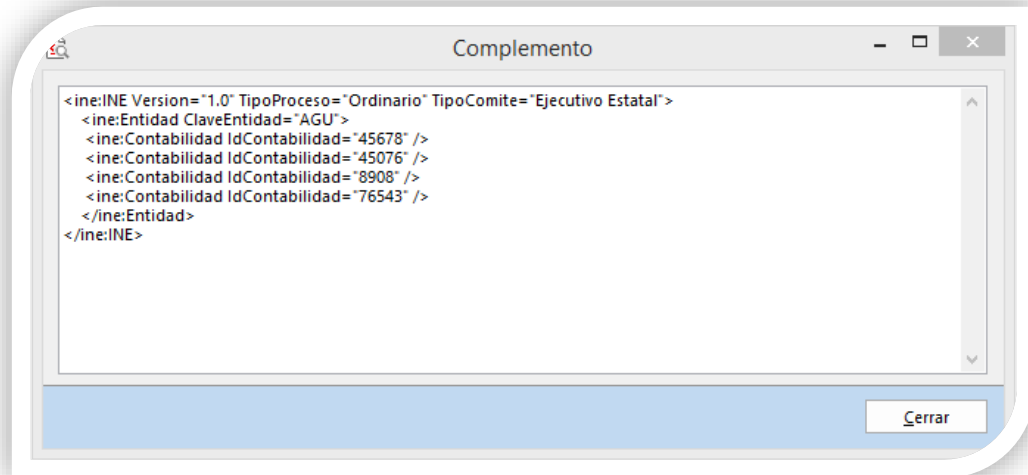 Complemento
<ine:INE Version="1.0" TipoProceso="Ordinario" TipoComite="Ejecutivo Estatal">
<ine:Entidad ClaveEntidad="AGU">
<ine:Contabilidad IdContabilidad="45678" />
<ine:Contabilidad IdContabilidad="45076" />
<ine:Contabilidad IdContabilidad="8908" />
<ine:Contabilidad IdContabilidad="76543" />
</ine:Entidad>
</ine:INE>
Cerrar